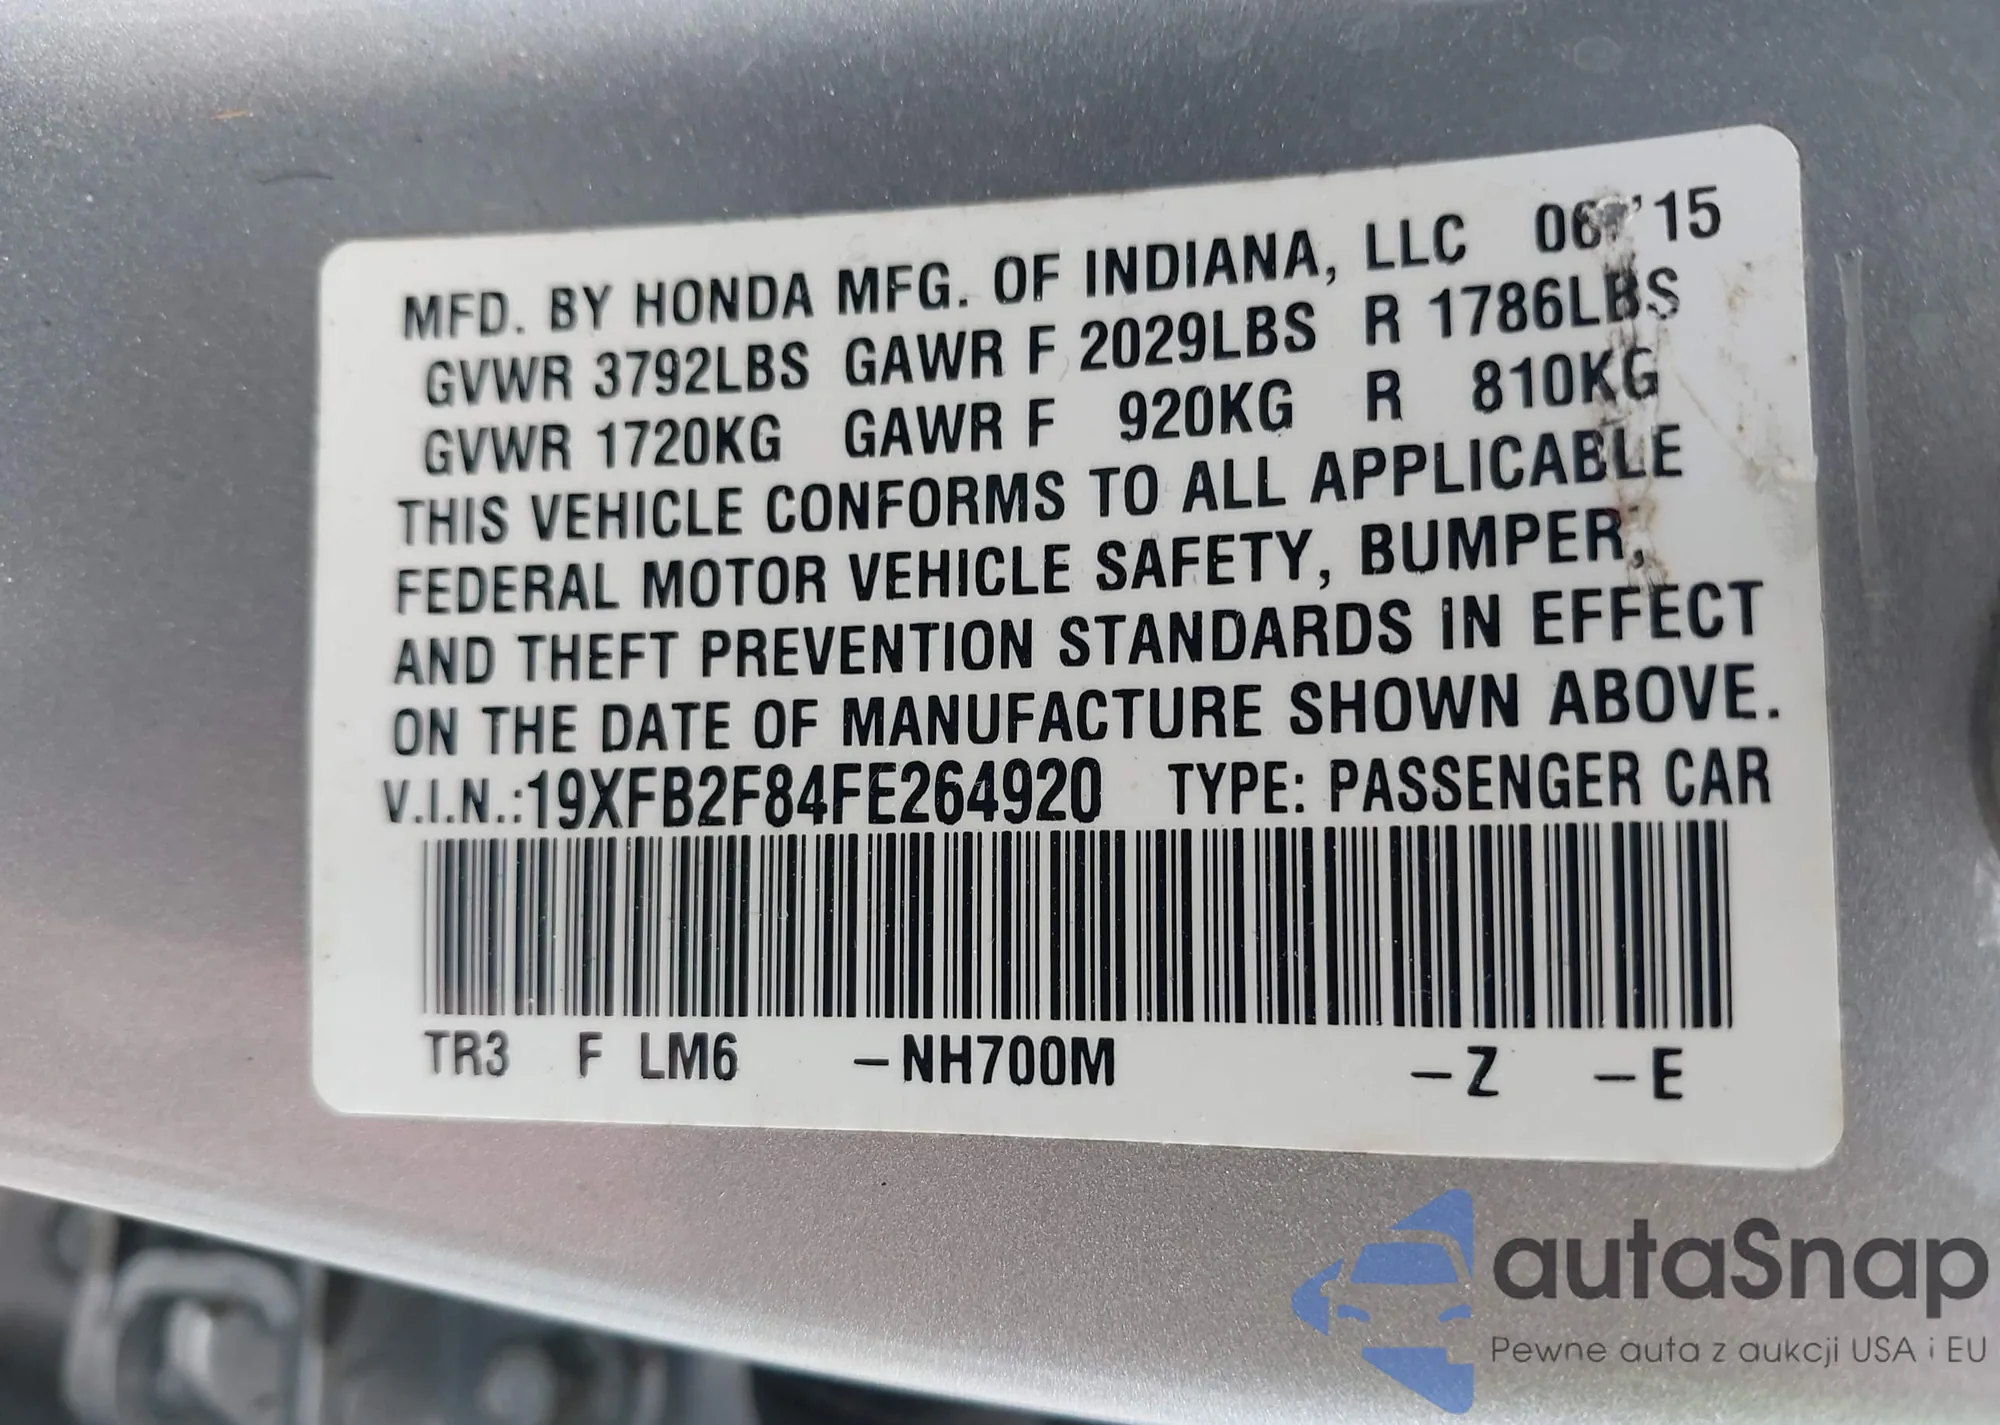 MFD. BY HONDA MFG. OF INDIANA, LLC 06/'15
GVWR 3792LBS GAWR F 2029LBS R 1786LBS
GVWR 1720KG GAWR F 920KG R 810KG
THIS VEHICLE CONFORMS TO ALL APPLICABLE
FEDERAL MOTOR VEHICLE SAFETY, BUMPER,
AND THEFT PREVENTION STANDARDS IN EFFECT
ON THE DATE OF MANUFACTURE SHOWN ABOVE.
V.I.N.:19XFB2F84FE264920 TYPE: PASSENGER CAR
TR3 F LM6 –NH700M –Z –E
autaSnap
Pewne auta z aukcji USA i EU